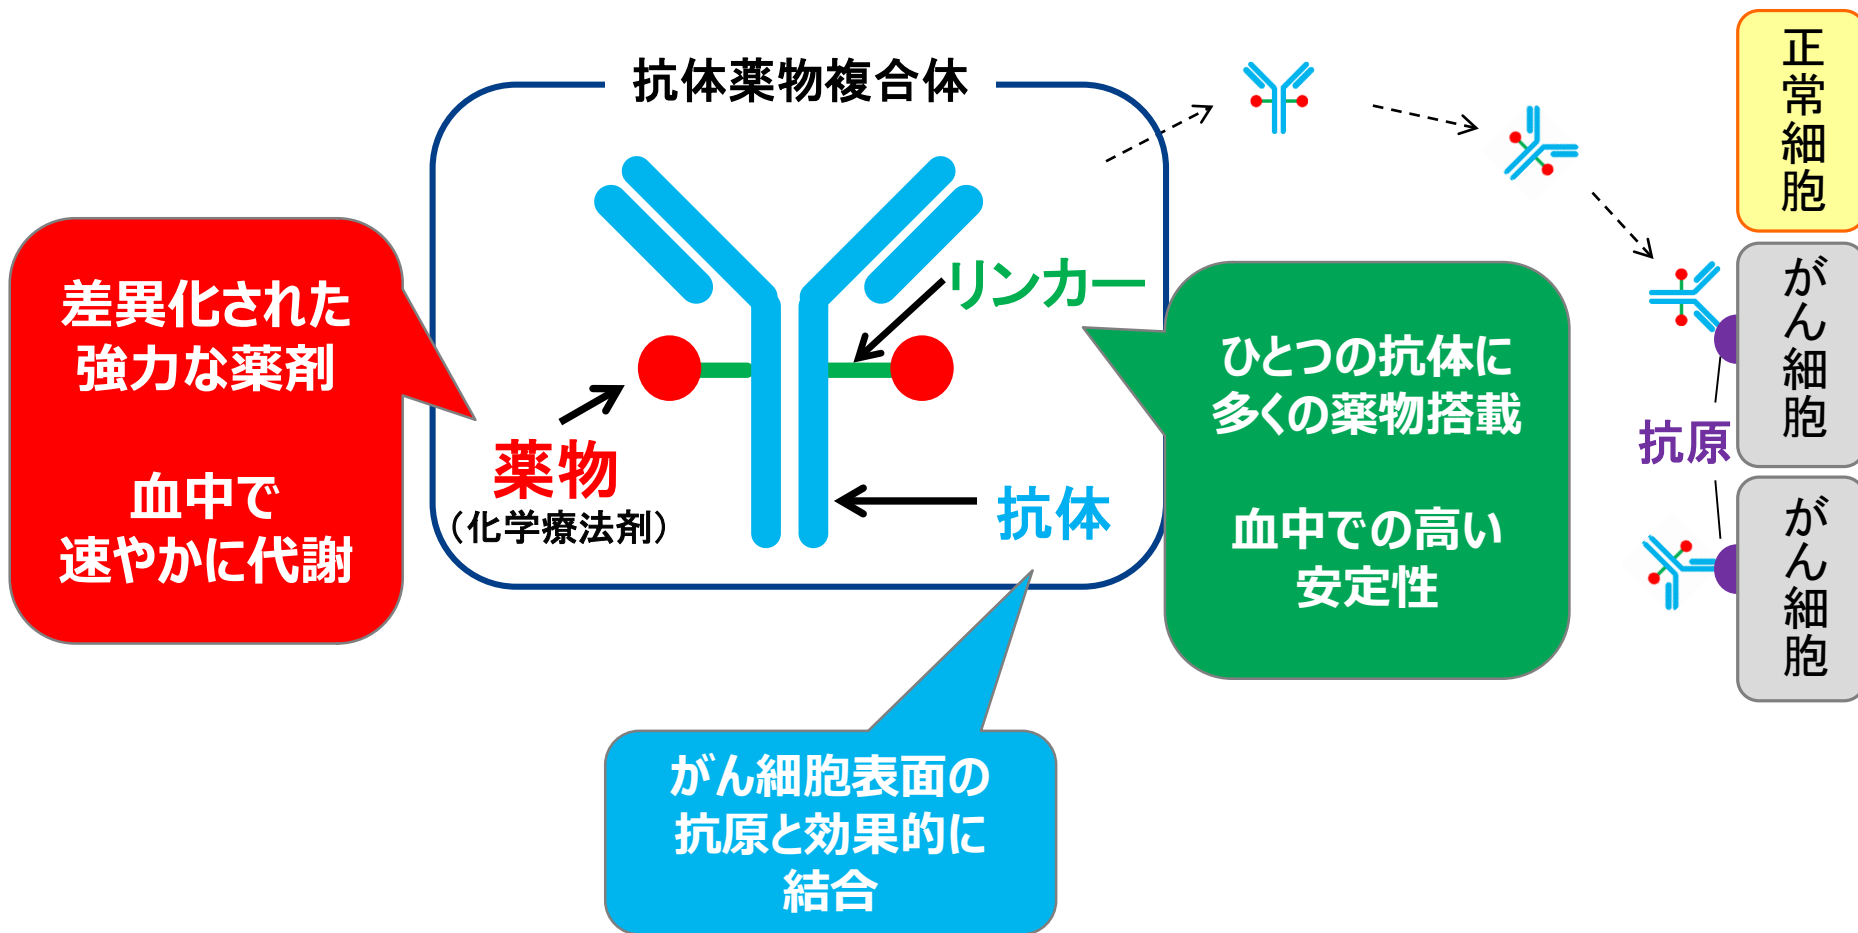 抗体薬物複合体
差異化された
強力な薬剤
血中で
速やかに代謝
リンカー
薬物
（化学療法剤）
抗体
ひとつの抗体に
多くの薬物搭載
血中での高い
安定性
がん細胞表面の
抗原と効果的に
結合
正常細胞
がん細胞
抗原
がん細胞